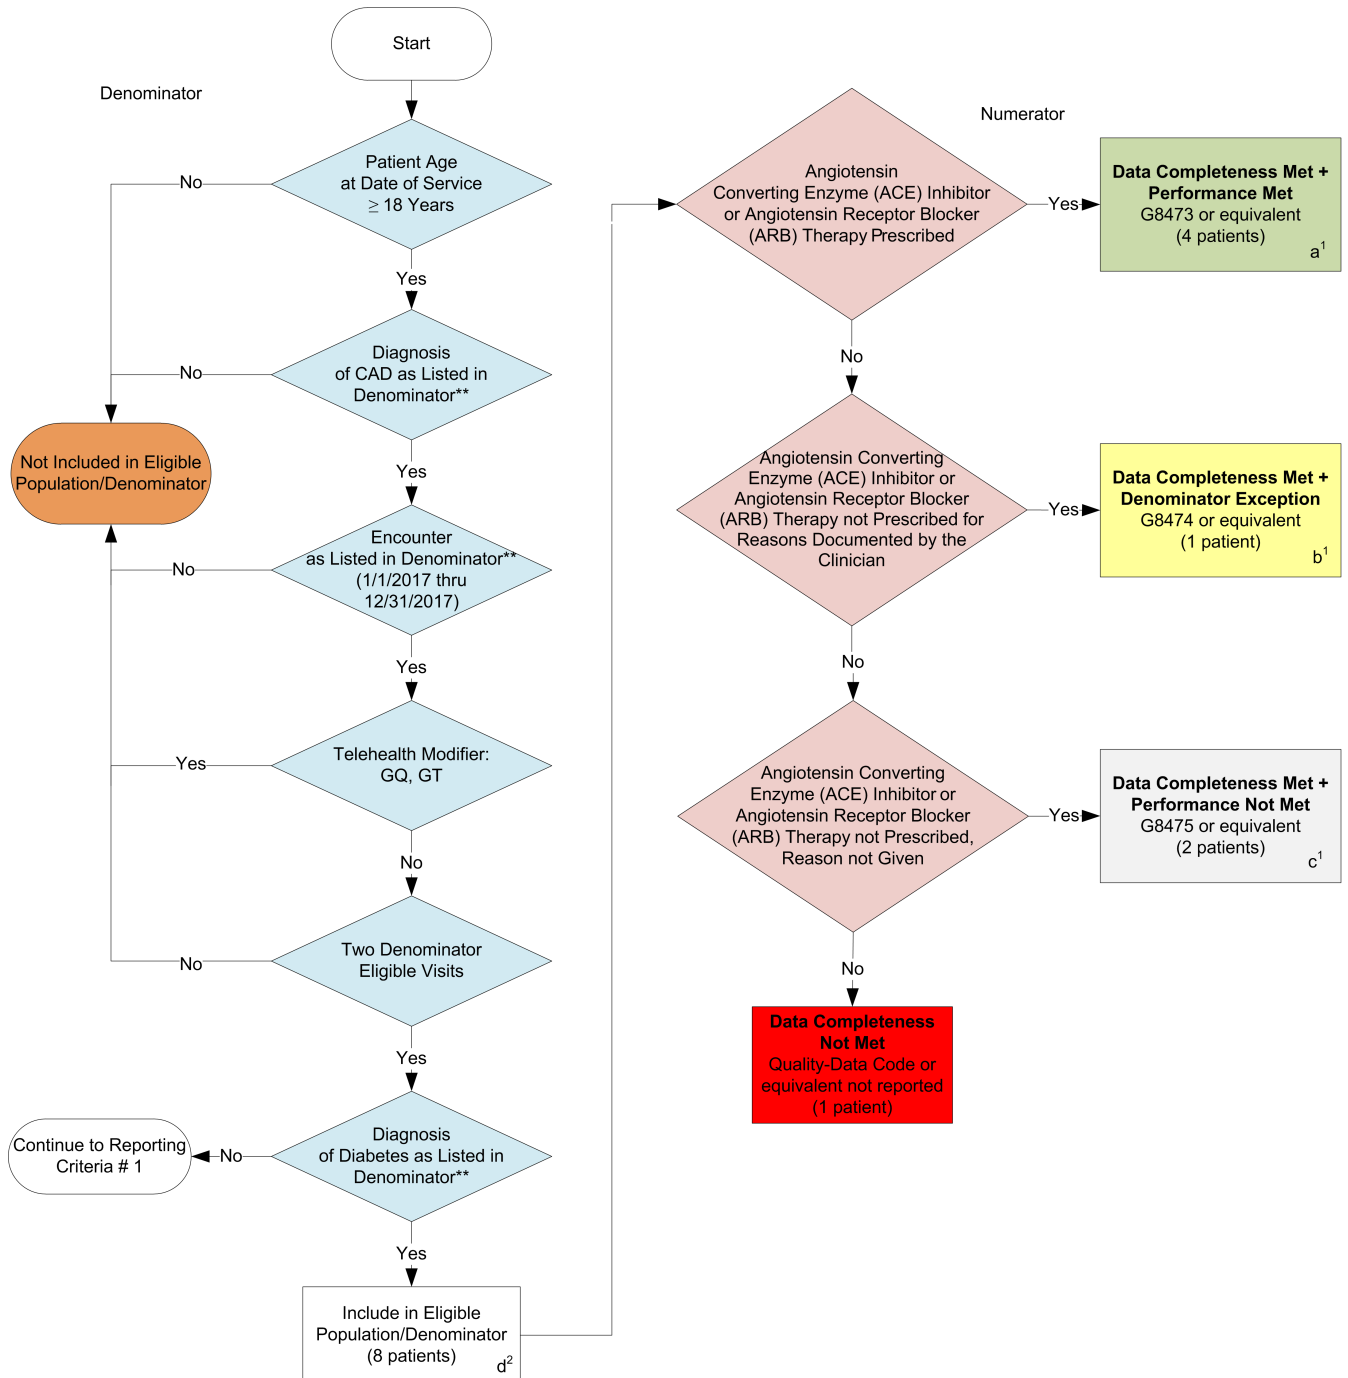 Start
Denominator
Patient Age
at Date of Service
≥ 18 Years
No
Yes
Diagnosis
of CAD as Listed in
Denominator**
No
Not Included in Eligible
Population/Denominator
Yes
Encounter
as Listed in Denominator**
(1/1/2017 thru
12/31/2017)
No
Yes
Telehealth Modifier:
GQ, GT
Yes
No
Two Denominator
Eligible Visits
No
Yes
Diagnosis
of Diabetes as Listed in
Denominator**
No
Continue to Reporting
Criteria # 1
Yes
Include in Eligible
Population/Denominator
(8 patients)
d²
Numerator
Angiotensin
Converting Enzyme (ACE) Inhibitor
or Angiotensin Receptor Blocker
(ARB) Therapy Prescribed
Yes
Data Completeness Met +
Performance Met
G8473 or equivalent
(4 patients)
a¹
No
Angiotensin Converting
Enzyme (ACE) Inhibitor or
Angiotensin Receptor Blocker
(ARB) Therapy not Prescribed for
Reasons Documented by the
Clinician
Yes
Data Completeness Met +
Denominator Exception
G8474 or equivalent
(1 patient)
b¹
No
Angiotensin Converting
Enzyme (ACE) Inhibitor or
Angiotensin Receptor Blocker
(ARB) Therapy not Prescribed,
Reason not Given
Yes
Data Completeness Met +
Performance Not Met
G8475 or equivalent
(2 patients)
c¹
No
Data Completeness
Not Met
Quality-Data Code or
equivalent not reported
(1 patient)